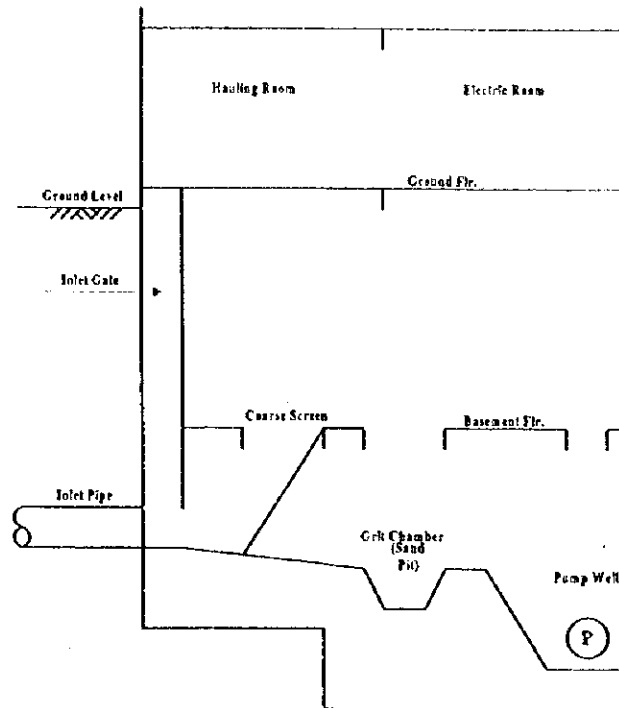 Hauling Room
Electric Room
Ground Flr.
Ground Level
Inlet Gate
Coarse Screen
Basement Flr.
Inlet Pipe
Grit Chamber
(Sand
Pit)
Pump Well
P